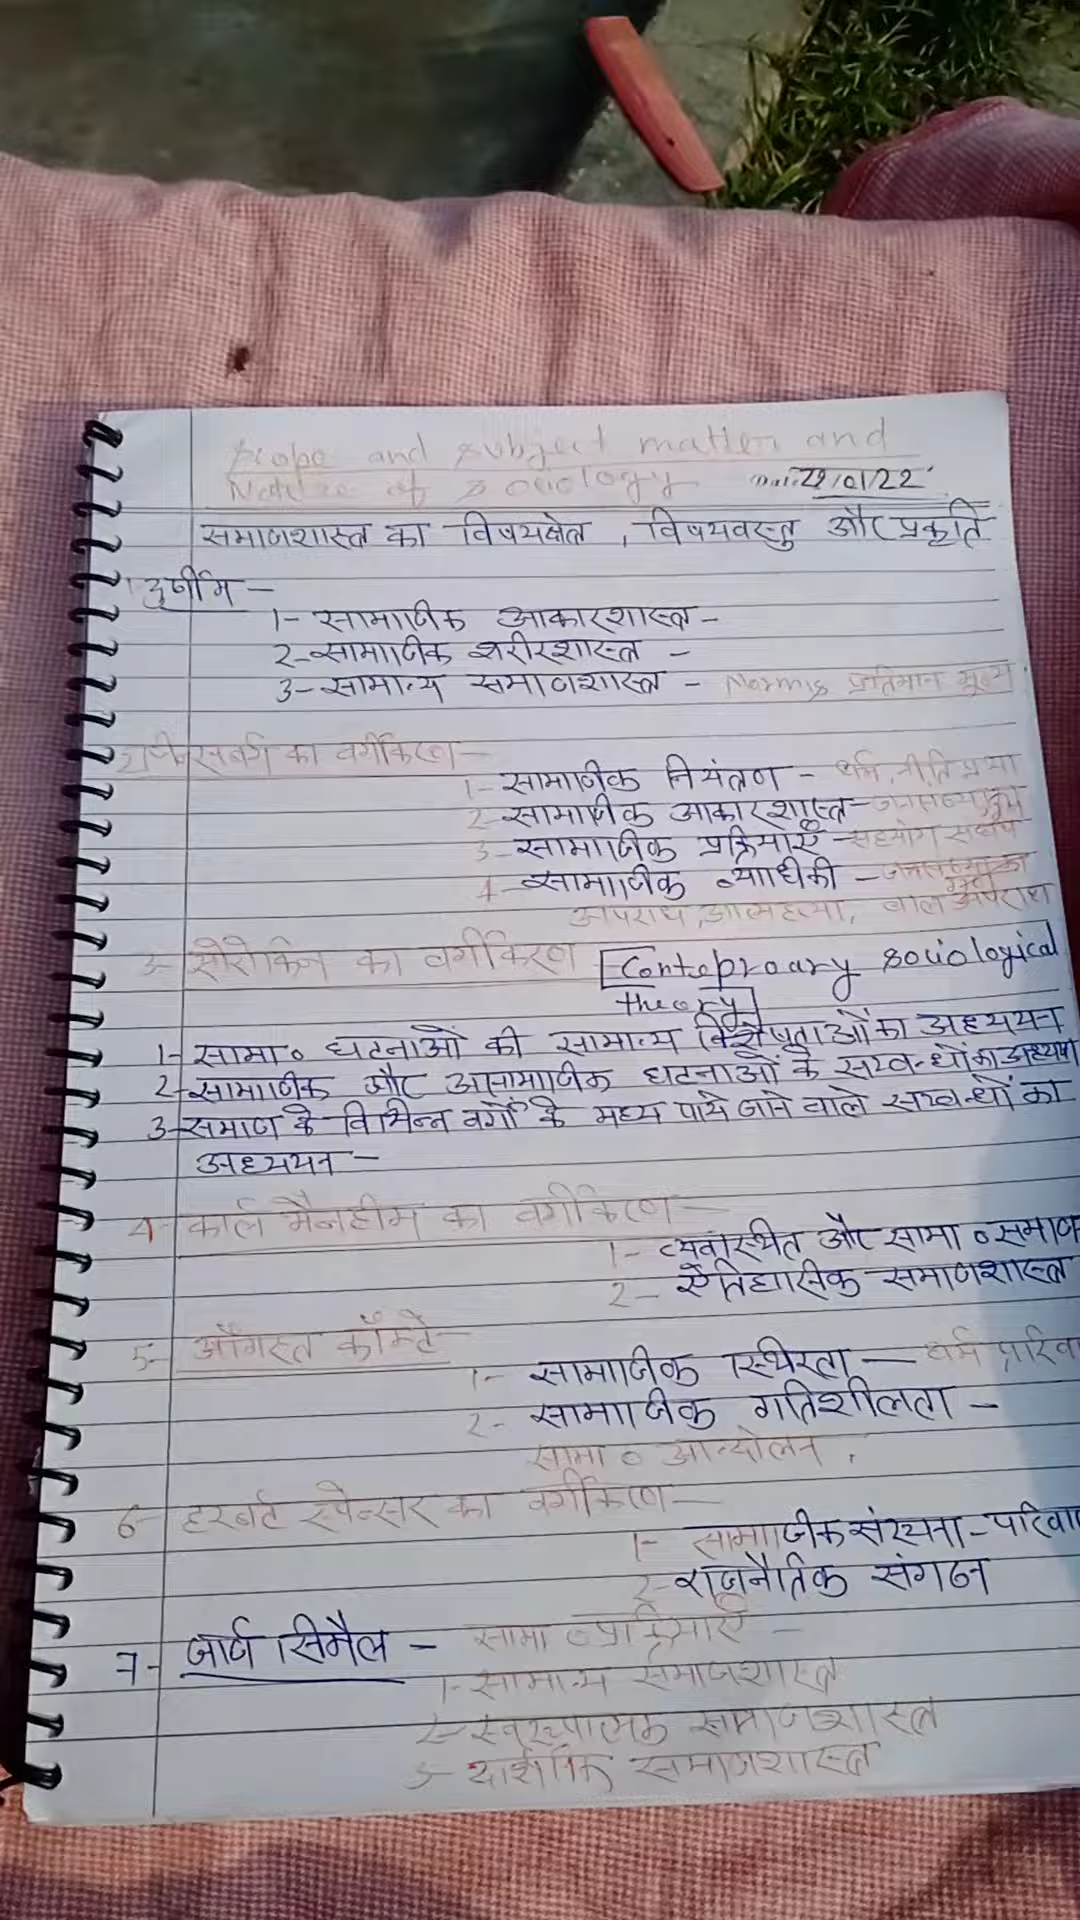 Scope and subject matter and
Nature of sociology 22/01/22
समाजशास्त्र का विषयक्षेत्र , विषयवस्तु और प्रकृति
दुर्खीम –
1- सामाजिक आकारशास्त्र –
2- सामाजिक शरीरशास्त्र –
3- सामान्य समाजशास्त्र – Norms प्रतिमान मूल्य
का वर्गीकरण –
1- सामाजिक नियंत्रण – धर्म, नीति प्रथा
2- सामाजिक आकारशास्त्र – जनसंख्या
3- सामाजिक प्रक्रियाएँ – सहयोग संघर्ष
4- सामाजिक व्याधिकी –
अपराध, आत्महत्या, बाल अपराध
3- सोरोकिन का वर्गीकरण [Conteproary sociological
theory]
1- सामा० घटनाओं की सामान्य विशेषताओं का अध्ययन
2- सामाजिक और असामाजिक घटनाओं के सम्बन्धों का अध्ययन
3- समाज के विभिन्न वर्गों के मध्य पाये जाने वाले सम्बन्धों का
अध्ययन –
4- कार्ल मैनहीम का वर्गीकरण –
1- व्यवस्थित और सामा० समाज
2- ऐतिहासिक समाजशास्त्र
5- ऑगस्त कॉम्टे –
1- सामाजिक स्थिरता – धर्म परिवा
2- सामाजिक गतिशीलता –
सामा० आन्दोलन ,
6- हरबर्ट स्पेन्सर का वर्गीकरण –
1- सामाजिक संरचना – परिवा
2- राजनैतिक संगठन
7- जार्ज सिमैल – सामा० प्रक्रियाएँ –
1- सामान्य समाजशास्त्र
2- स्वरूपात्मक समाजशास्त्र
3- दार्शनिक समाजशास्त्र